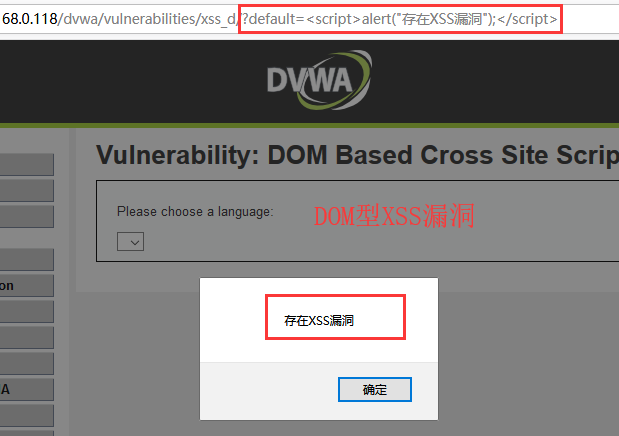 68.0.118/dvwa/vulnerabilities/xss_d/?default=<script>alert("存在XSS漏洞");</script>
DVWA
Vulnerability: DOM Based Cross Site Scrip
Please choose a language:
DOM型XSS漏洞
on
存在XSS漏洞
确定
A